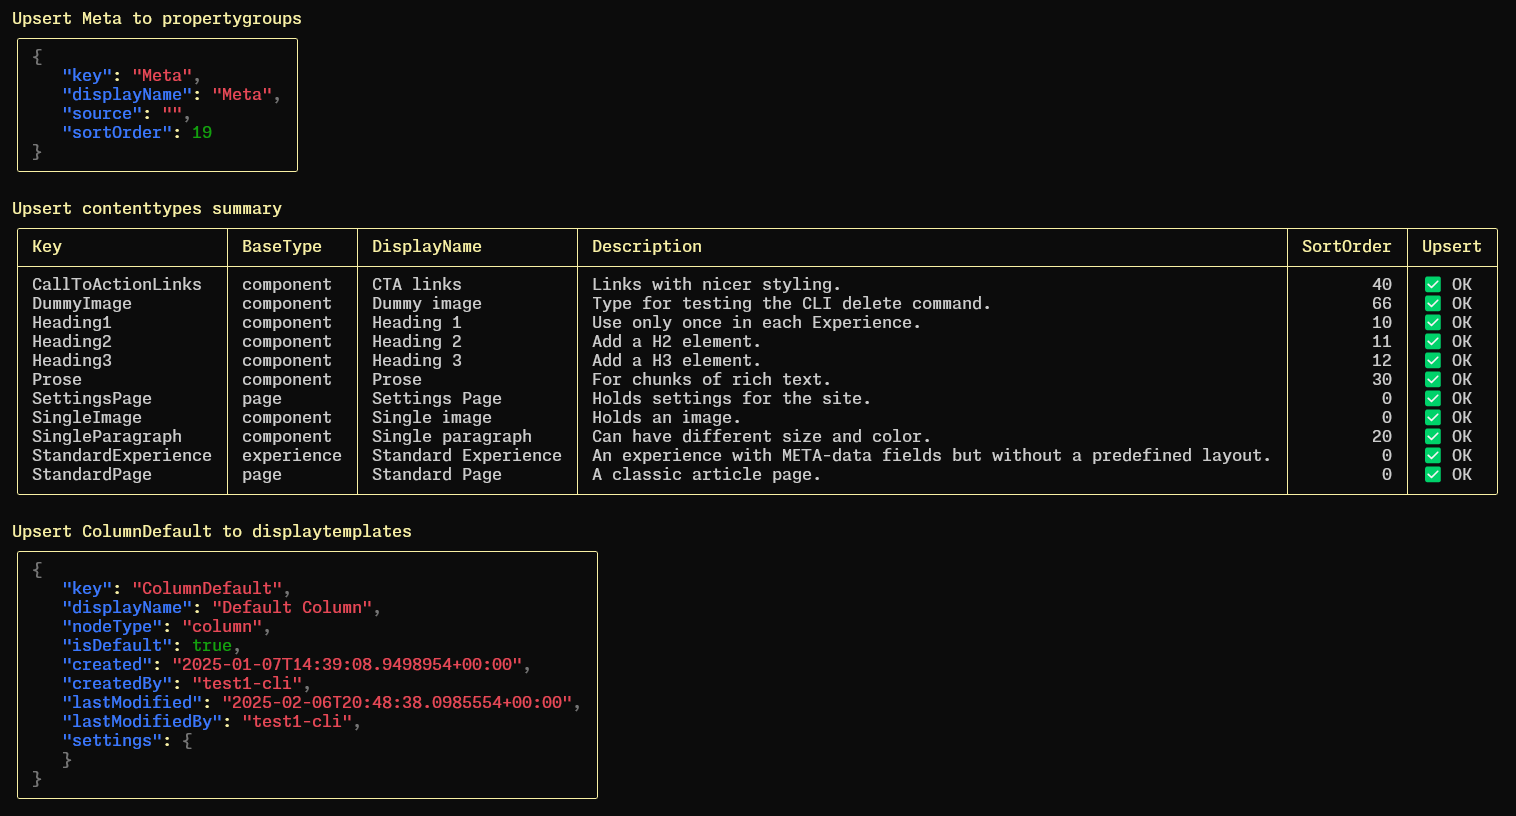 Upsert Meta to propertygroups
{
"key": "Meta",
"displayName": "Meta",
"source": "",
"sortOrder": 19
}
Upsert contenttypes summary
Key BaseType DisplayName Description SortOrder Upsert
CallToActionLinks component CTA links Links with nicer styling. 40 ✅ OK
DummyImage component Dummy image Type for testing the CLI delete command. 66 ✅ OK
Heading1 component Heading 1 Use only once in each Experience. 10 ✅ OK
Heading2 component Heading 2 Add a H2 element. 11 ✅ OK
Heading3 component Heading 3 Add a H3 element. 12 ✅ OK
Prose component Prose For chunks of rich text. 30 ✅ OK
SettingsPage page Settings Page Holds settings for the site. 0 ✅ OK
SingleImage component Single image Holds an image. 0 ✅ OK
SingleParagraph component Single paragraph Can have different size and color. 20 ✅ OK
StandardExperience experience Standard Experience An experience with META-data fields but without a predefined layout. 0 ✅ OK
StandardPage page Standard Page A classic article page. 0 ✅ OK
Upsert ColumnDefault to displaytemplates
{
"key": "ColumnDefault",
"displayName": "Default Column",
"nodeType": "column",
"isDefault": true,
"created": "2025-01-07T14:39:08.9498954+00:00",
"createdBy": "test1-cli",
"lastModified": "2025-02-06T20:48:38.0985554+00:00",
"lastModifiedBy": "test1-cli",
"settings": {
}
}